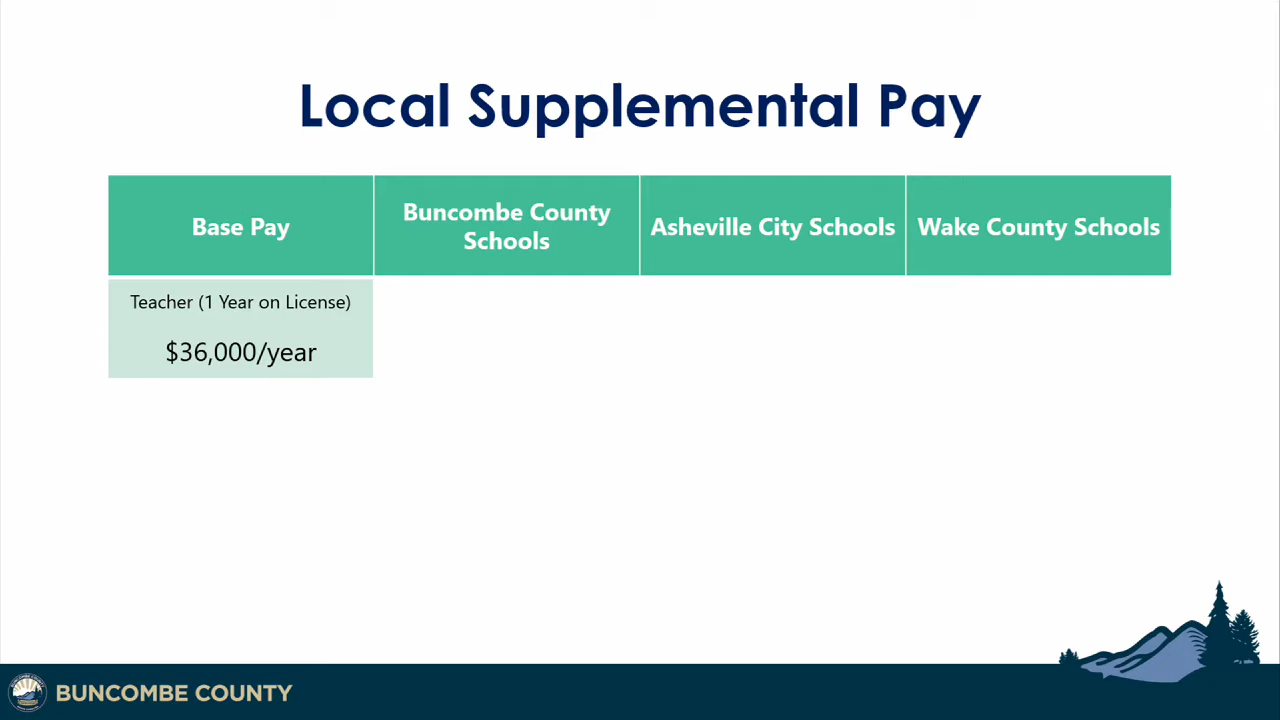 Local Supplemental Pay
Base Pay
Buncombe County
Schools
Asheville City Schools
Wake County Schools
Teacher (1 Year on License)
$36,000/year
BUNCOMBE COUNTY